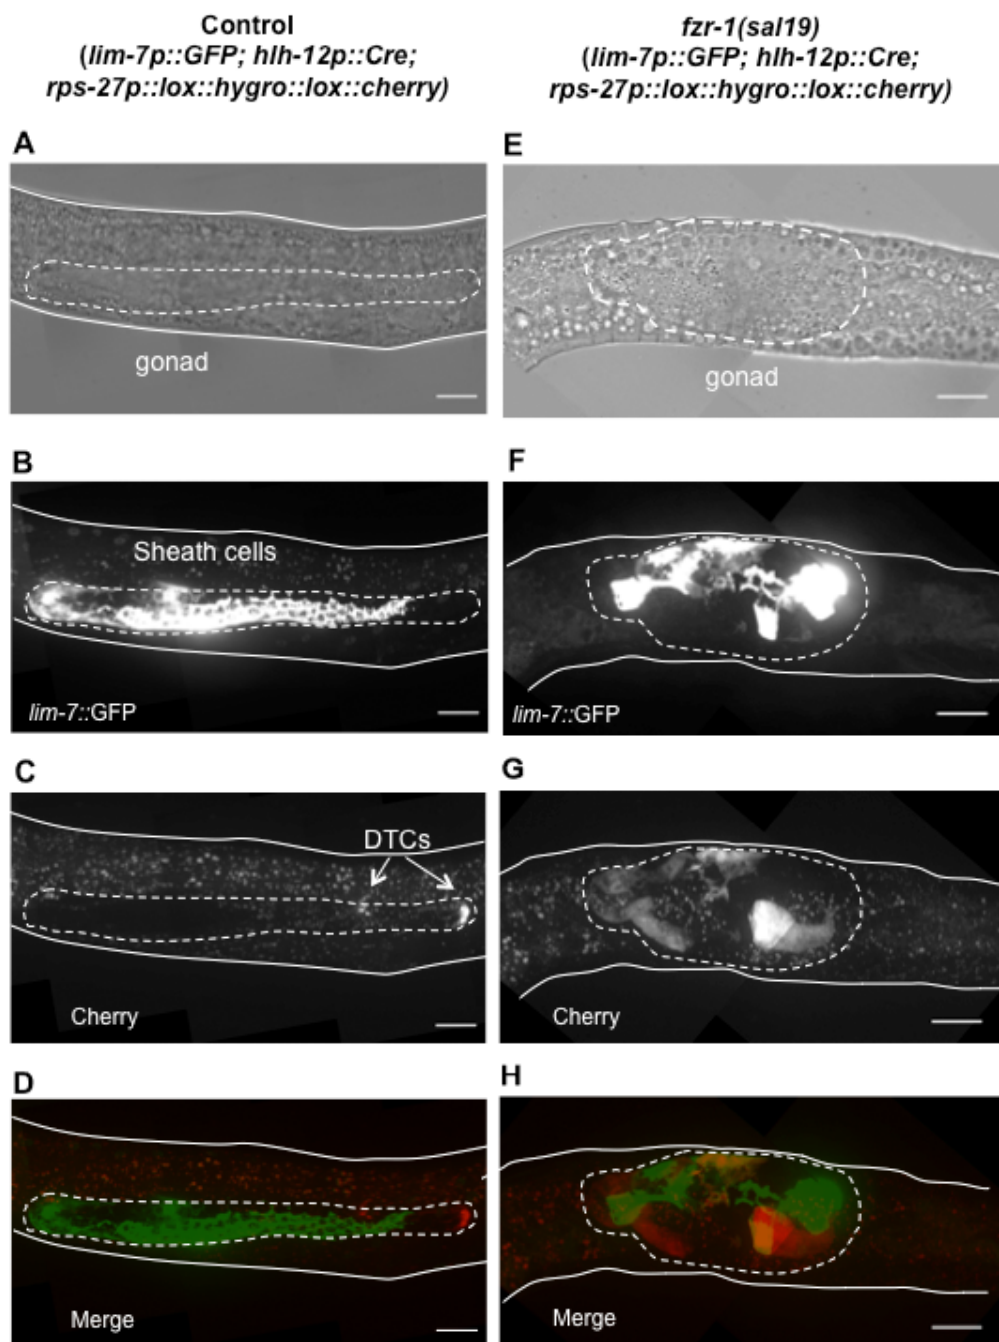 Control
(lim-7p::GFP; hlh-12p::Cre;
rps-27p::lox::hygro::lox::cherry)
fzr-1(sal19)
(lim-7p::GFP; hlh-12p::Cre;
rps-27p::lox::hygro::lox::cherry)
A
gonad
E
gonad
B
Sheath cells
lim-7::GFP
F
lim-7::GFP
C
DTCs
Cherry
G
Cherry
D
Merge
H
Merge